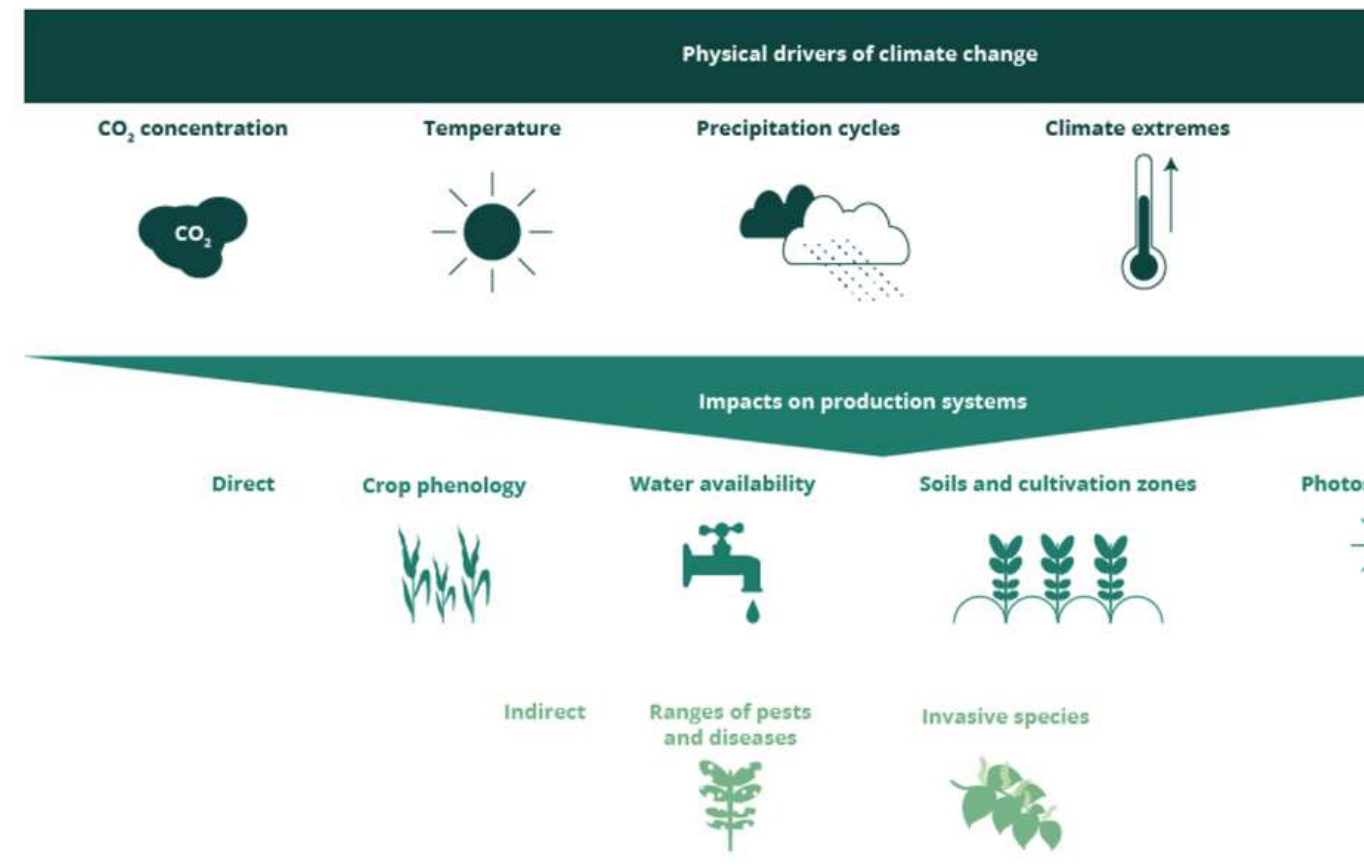 Physical drivers of climate change
CO₂ concentration
Temperature
Precipitation cycles
Climate extremes
CO₂
Impacts on production systems
Direct
Crop phenology
Water availability
Soils and cultivation zones
Indirect
Ranges of pests
and diseases
Invasive species